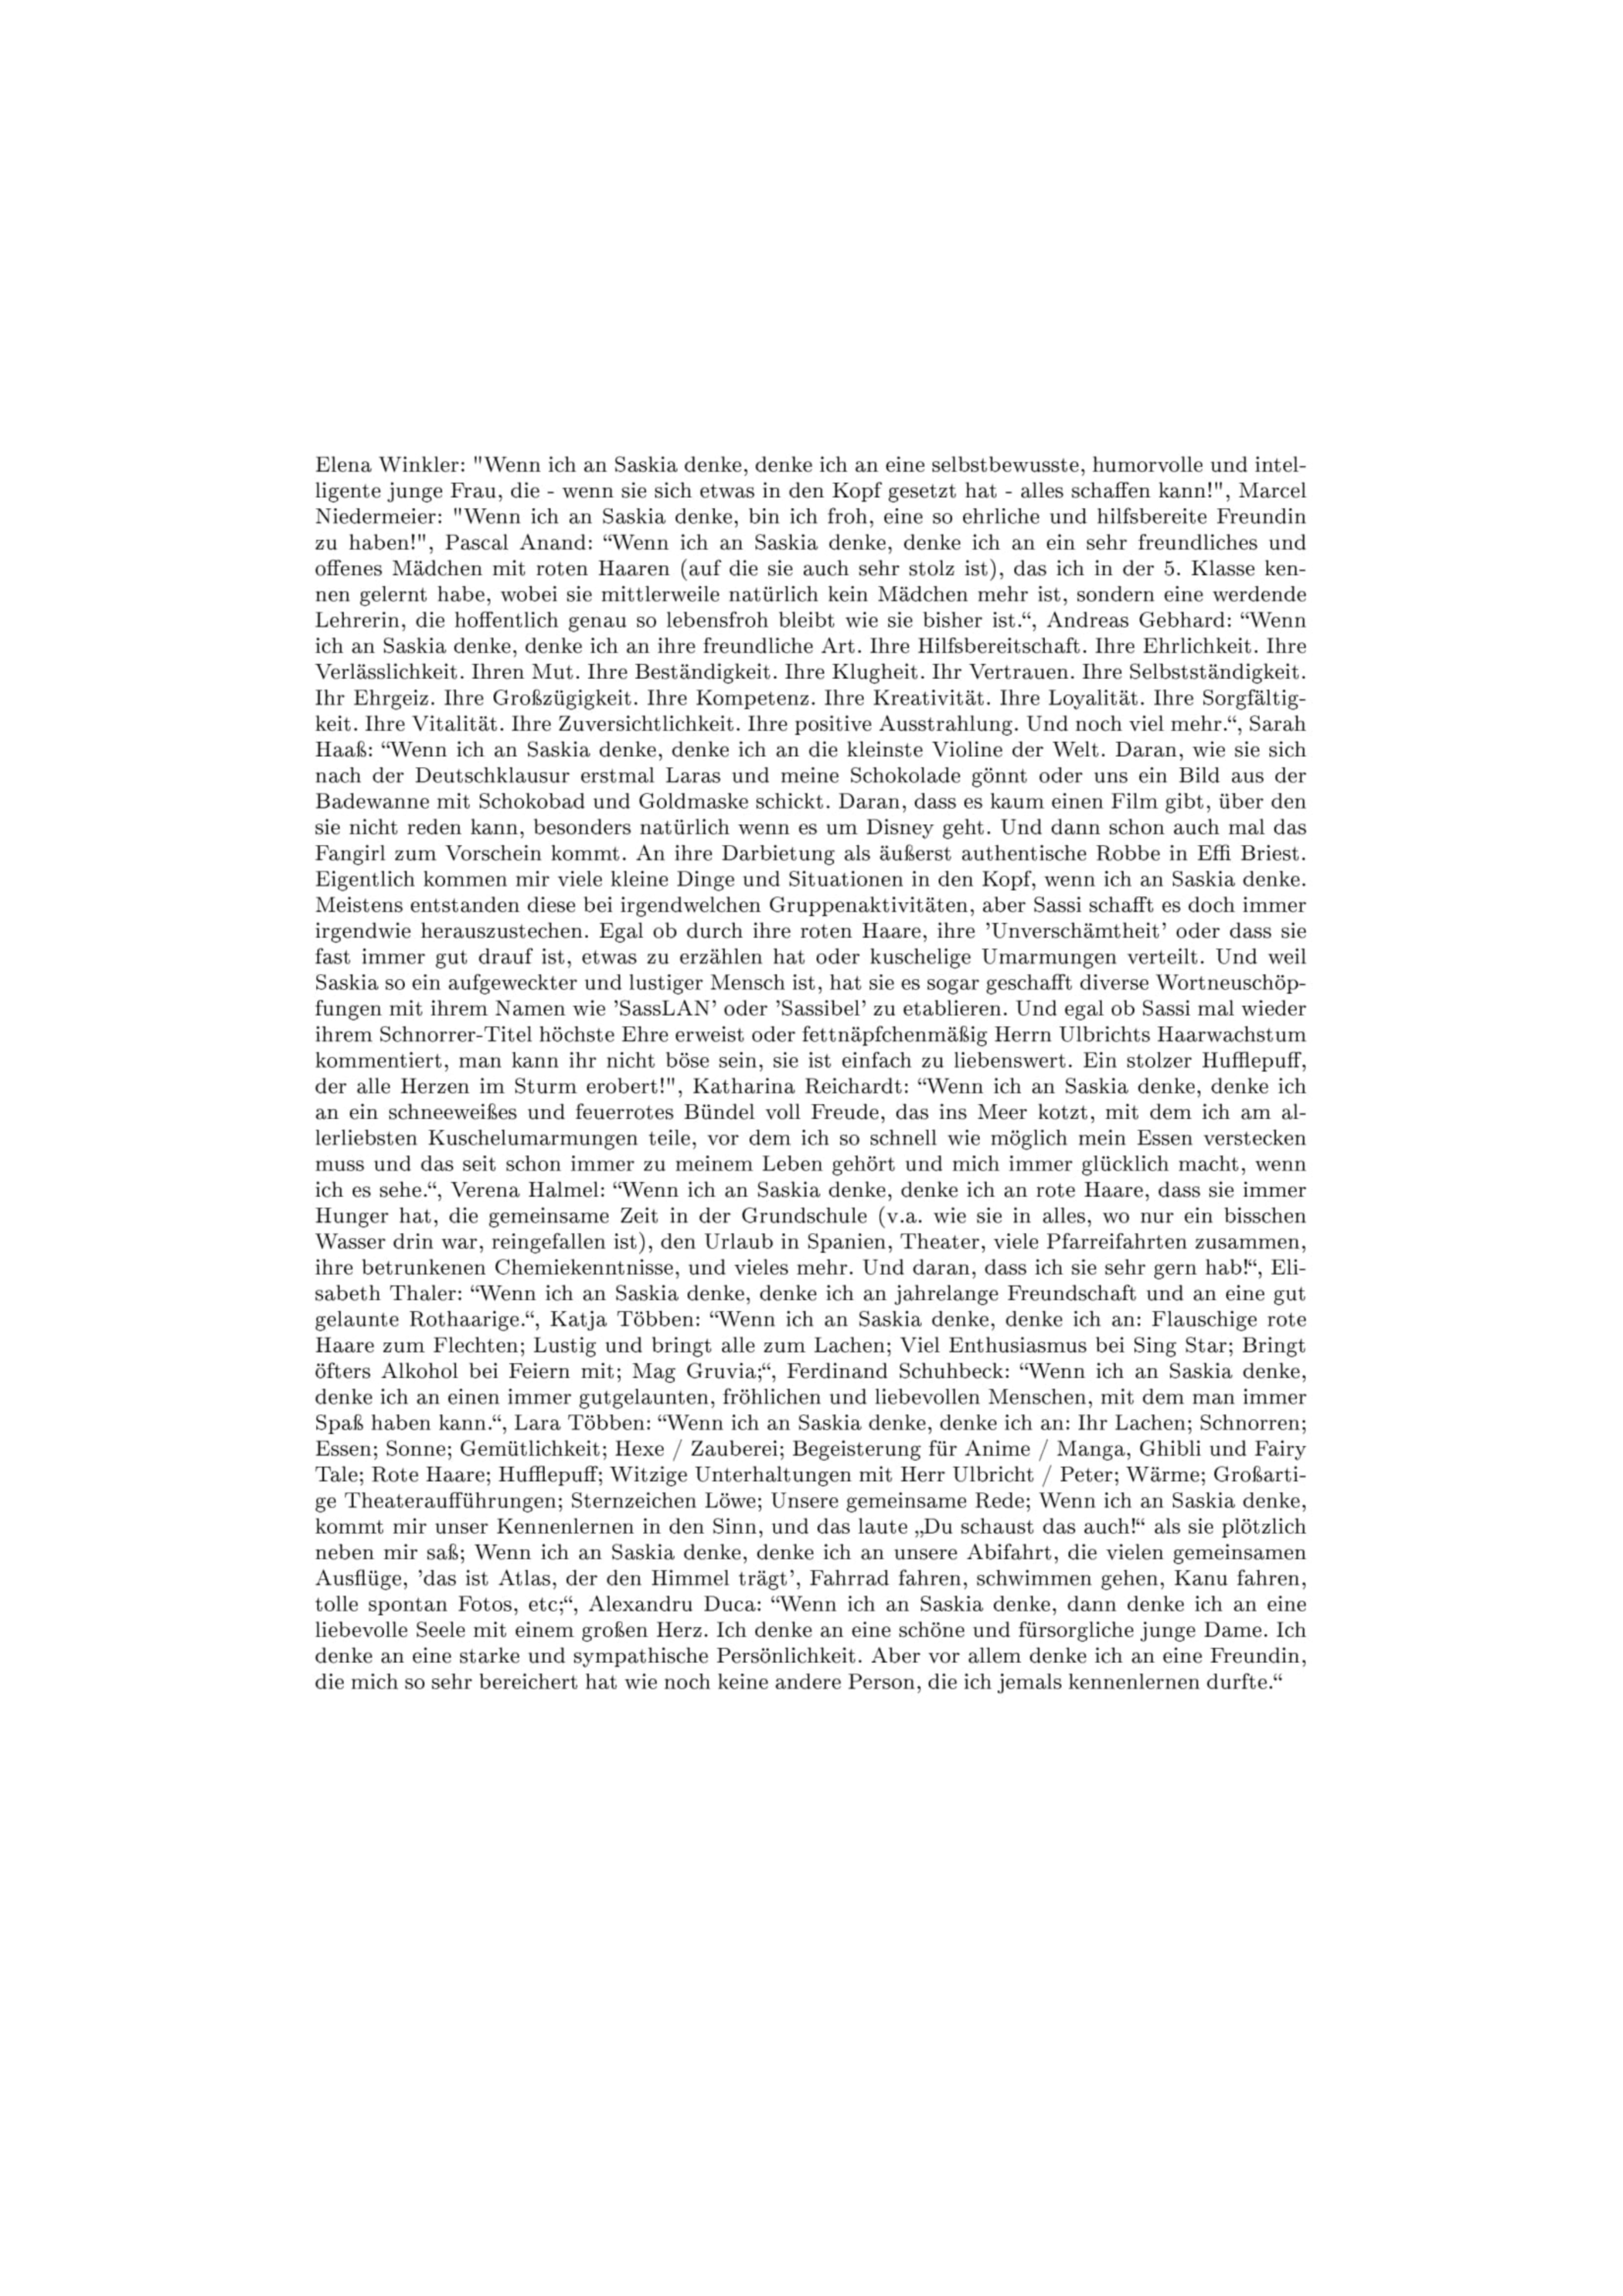 Elena Winkler: "Wenn ich an Saskia denke, denke ich an eine selbstbewusste, humorvolle und intel-
ligente junge Frau, die - wenn sie sich etwas in den Kopf gesetzt hat - alles schaffen kann!", Marcel
Niedermeier: "Wenn ich an Saskia denke, bin ich froh, eine so ehrliche und hilfsbereite Freundin
zu haben!", Pascal Anand: “Wenn ich an Saskia denke, denke ich an ein sehr freundliches und
offenes Mädchen mit roten Haaren (auf die sie auch sehr stolz ist), das ich in der 5. Klasse ken-
nen gelernt habe, wobei sie mittlerweile natürlich kein Mädchen mehr ist, sondern eine werdende
Lehrerin, die hoffentlich genau so lebensfroh bleibt wie sie bisher ist.“, Andreas Gebhard: “Wenn
ich an Saskia denke, denke ich an ihre freundliche Art. Ihre Hilfsbereitschaft. Ihre Ehrlichkeit. Ihre
Verlässlichkeit. Ihren Mut. Ihre Beständigkeit. Ihre Klugheit. Ihr Vertrauen. Ihre Selbstständigkeit.
Ihr Ehrgeiz. Ihre Großzügigkeit. Ihre Kompetenz. Ihre Kreativität. Ihre Loyalität. Ihre Sorgfältig-
keit. Ihre Vitalität. Ihre Zuversichtlichkeit. Ihre positive Ausstrahlung. Und noch viel mehr.“, Sarah
Haaß: “Wenn ich an Saskia denke, denke ich an die kleinste Violine der Welt. Daran, wie sie sich
nach der Deutschklausur erstmal Laras und meine Schokolade gönnt oder uns ein Bild aus der
Badewanne mit Schokobad und Goldmaske schickt. Daran, dass es kaum einen Film gibt, über den
sie nicht reden kann, besonders natürlich wenn es um Disney geht. Und dann schon auch mal das
Fangirl zum Vorschein kommt. An ihre Darbietung als äußerst authentische Robbe in Effi Briest.
Eigentlich kommen mir viele kleine Dinge und Situationen in den Kopf, wenn ich an Saskia denke.
Meistens entstanden diese bei irgendwelchen Gruppenaktivitäten, aber Sassi schafft es doch immer
irgendwie herauszustechen. Egal ob durch ihre roten Haare, ihre ’Unverschämtheit’ oder dass sie
fast immer gut drauf ist, etwas zu erzählen hat oder kuschelige Umarmungen verteilt. Und weil
Saskia so ein aufgeweckter und lustiger Mensch ist, hat sie es sogar geschafft diverse Wortneuschöp-
fungen mit ihrem Namen wie ’SassLAN’ oder ’Sassibel’ zu etablieren. Und egal ob Sassi mal wieder
ihrem Schnorrer-Titel höchste Ehre erweist oder fettnäpfchenmäßig Herrn Ulbrichts Haarwachstum
kommentiert, man kann ihr nicht böse sein, sie ist einfach zu liebenswert. Ein stolzer Hufflepuff,
der alle Herzen im Sturm erobert!", Katharina Reichardt: “Wenn ich an Saskia denke, denke ich
an ein schneeweißes und feuerrotes Bündel voll Freude, das ins Meer kotzt, mit dem ich am al-
lerliebsten Kuschelumarmungen teile, vor dem ich so schnell wie möglich mein Essen verstecken
muss und das seit schon immer zu meinem Leben gehört und mich immer glücklich macht, wenn
ich es sehe.“, Verena Halmel: “Wenn ich an Saskia denke, denke ich an rote Haare, dass sie immer
Hunger hat, die gemeinsame Zeit in der Grundschule (v.a. wie sie in alles, wo nur ein bisschen
Wasser drin war, reingefallen ist), den Urlaub in Spanien, Theater, viele Pfarreifahrten zusammen,
ihre betrunkenen Chemiekenntnisse, und vieles mehr. Und daran, dass ich sie sehr gern hab!“, Eli-
sabeth Thaler: “Wenn ich an Saskia denke, denke ich an jahrelange Freundschaft und an eine gut
gelaunte Rothaarige.“, Katja Többen: “Wenn ich an Saskia denke, denke ich an: Flauschige rote
Haare zum Flechten; Lustig und bringt alle zum Lachen; Viel Enthusiasmus bei Sing Star; Bringt
öfters Alkohol bei Feiern mit; Mag Gruvia;“, Ferdinand Schuhbeck: “Wenn ich an Saskia denke,
denke ich an einen immer gutgelaunten, fröhlichen und liebevollen Menschen, mit dem man immer
Spaß haben kann.“, Lara Többen: “Wenn ich an Saskia denke, denke ich an: Ihr Lachen; Schnorren;
Essen; Sonne; Gemütlichkeit; Hexe / Zauberei; Begeisterung für Anime / Manga, Ghibli und Fairy
Tale; Rote Haare; Hufflepuff; Witzige Unterhaltungen mit Herr Ulbricht / Peter; Wärme; Großarti-
ge Theateraufführungen; Sternzeichen Löwe; Unsere gemeinsame Rede; Wenn ich an Saskia denke,
kommt mir unser Kennenlernen in den Sinn, und das laute „Du schaust das auch!“ als sie plötzlich
neben mir saß; Wenn ich an Saskia denke, denke ich an unsere Abifahrt, die vielen gemeinsamen
Ausflüge, ’das ist Atlas, der den Himmel trägt’, Fahrrad fahren, schwimmen gehen, Kanu fahren,
tolle spontan Fotos, etc;“, Alexandru Duca: “Wenn ich an Saskia denke, dann denke ich an eine
liebevolle Seele mit einem großen Herz. Ich denke an eine schöne und fürsorgliche junge Dame. Ich
denke an eine starke und sympathische Persönlichkeit. Aber vor allem denke ich an eine Freundin,
die mich so sehr bereichert hat wie noch keine andere Person, die ich jemals kennenlernen durfte.“